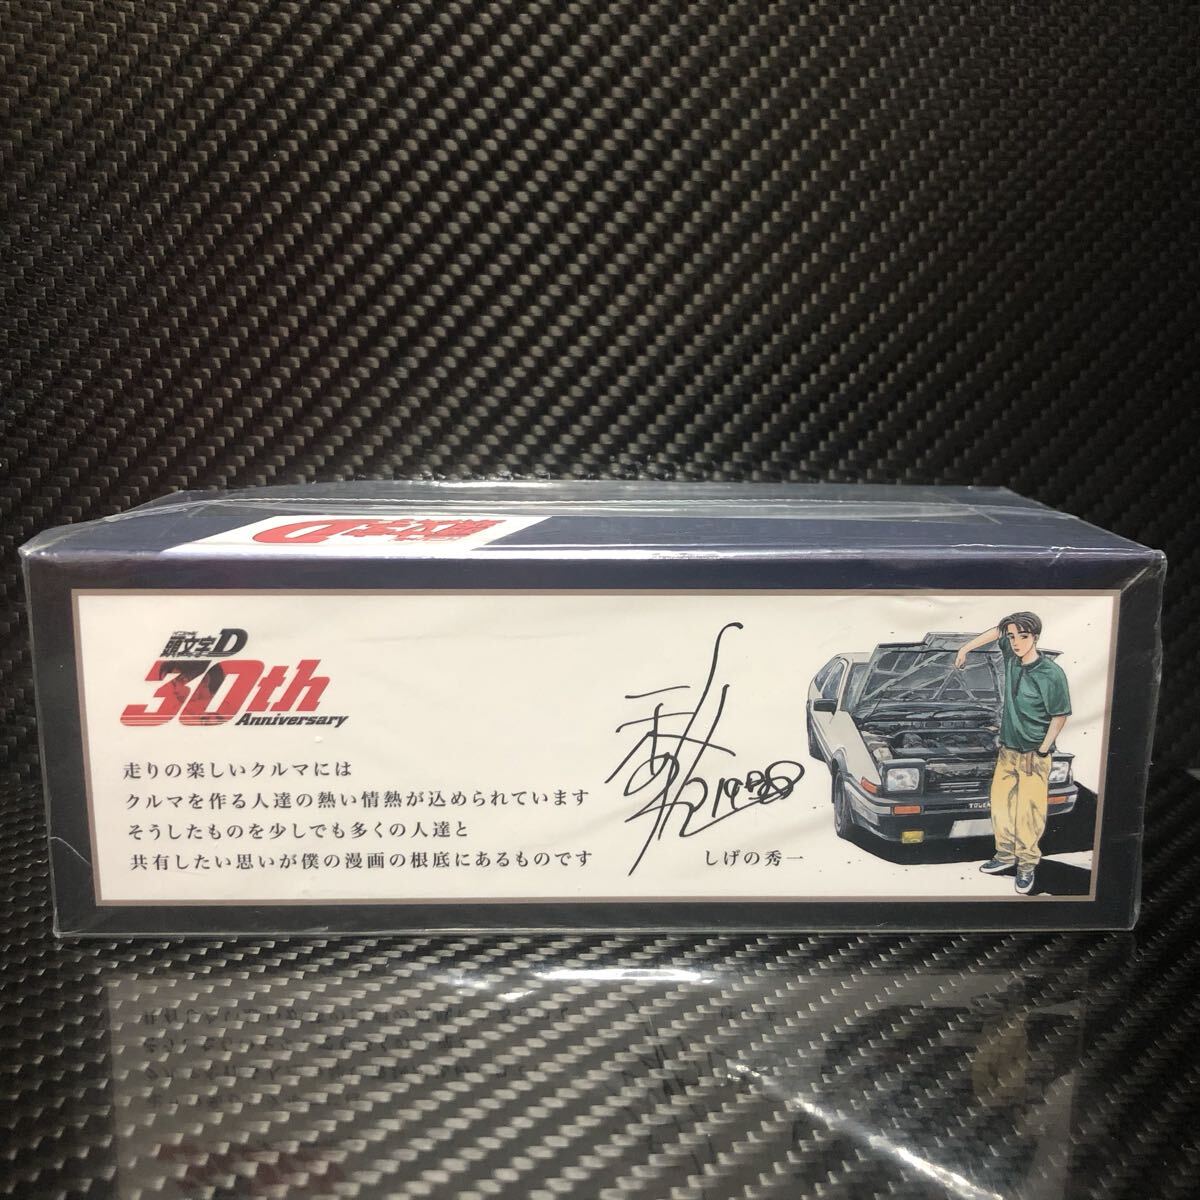 頭文字D
頭文字D
30th
Anniversary
走りの楽しいクルマには
クルマを作る人達の熱い情熱が込められています
そうしたものを少しでも多くの人達と
共有したい思いが僕の漫画の根底にあるものです
しげの秀一